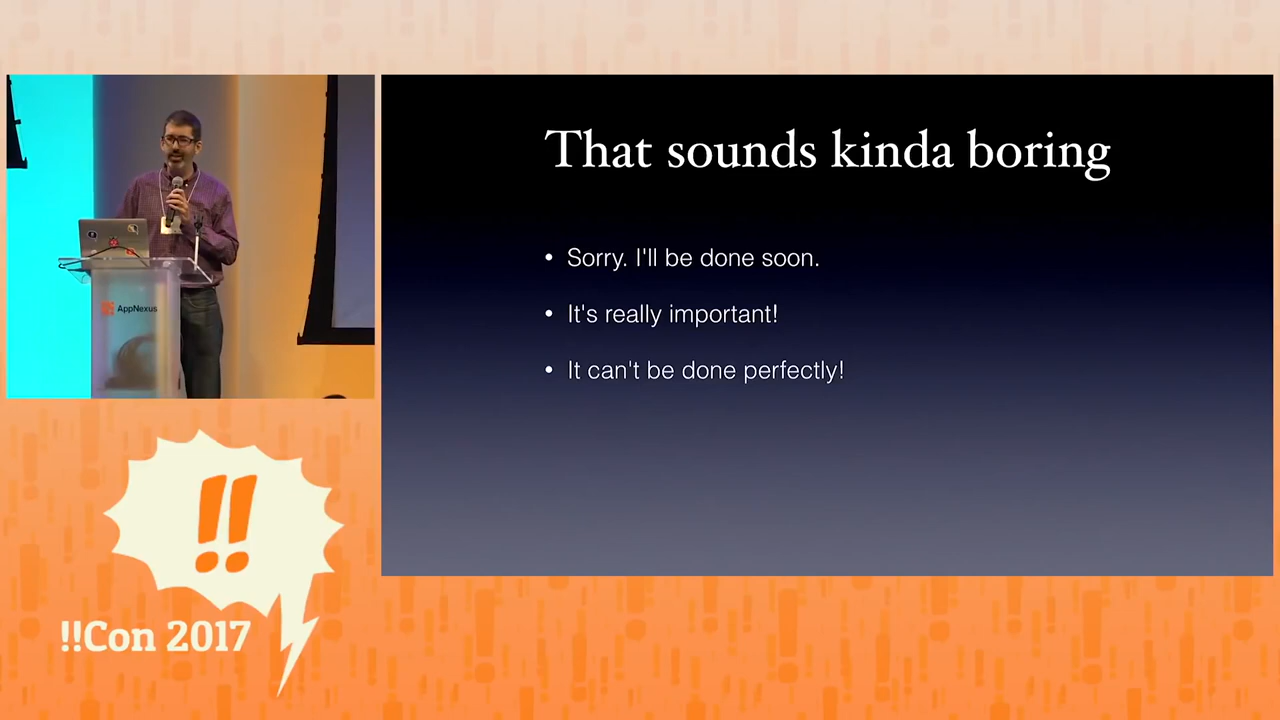 That sounds kinda boring
• Sorry. I'll be done soon.
• It's really important!
• It can't be done perfectly!
AppNexus
!!
!!Con 2017